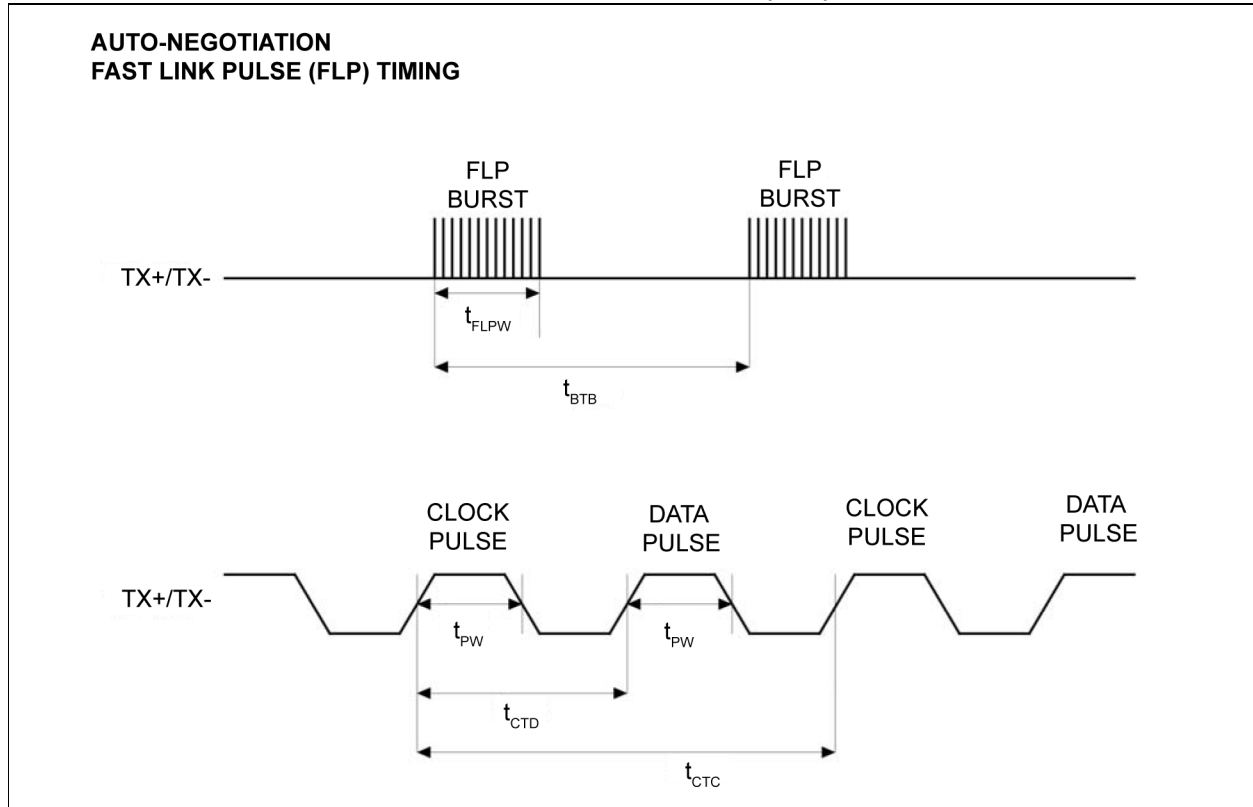 AUTO-NEGOTIATION
FAST LINK PULSE (FLP) TIMING
FLP
BURST
FLP
BURST
TX+/TX-
tFLPW
tBTB
CLOCK
PULSE
DATA
PULSE
CLOCK
PULSE
DATA
PULSE
TX+/TX-
tPW
tPW
tCTD
tCTC